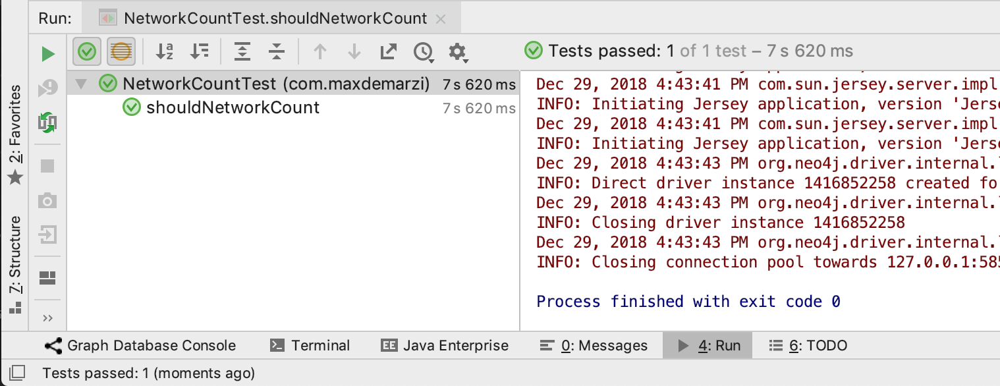 Run: NetworkCountTest.shouldNetworkCount
Tests passed: 1 of 1 test – 7 s 620 ms
NetworkCountTest (com.maxdemarzi) 7 s 620 ms
shouldNetworkCount 7 s 620 ms
Dec 29, 2018 4:43:41 PM com.sun.jersey.server.impl
INFO: Initiating Jersey application, version 'Jerse
Dec 29, 2018 4:43:41 PM com.sun.jersey.server.impl
INFO: Initiating Jersey application, version 'Jerse
Dec 29, 2018 4:43:43 PM org.neo4j.driver.internal.
INFO: Direct driver instance 1416852258 created fo
Dec 29, 2018 4:43:43 PM org.neo4j.driver.internal.
INFO: Closing driver instance 1416852258
Dec 29, 2018 4:43:43 PM org.neo4j.driver.internal.
INFO: Closing connection pool towards 127.0.0.1:585
Process finished with exit code 0
2: Favorites
7: Structure
Graph Database Console Terminal Java Enterprise 0: Messages 4: Run 6: TODO
Tests passed: 1 (moments ago)